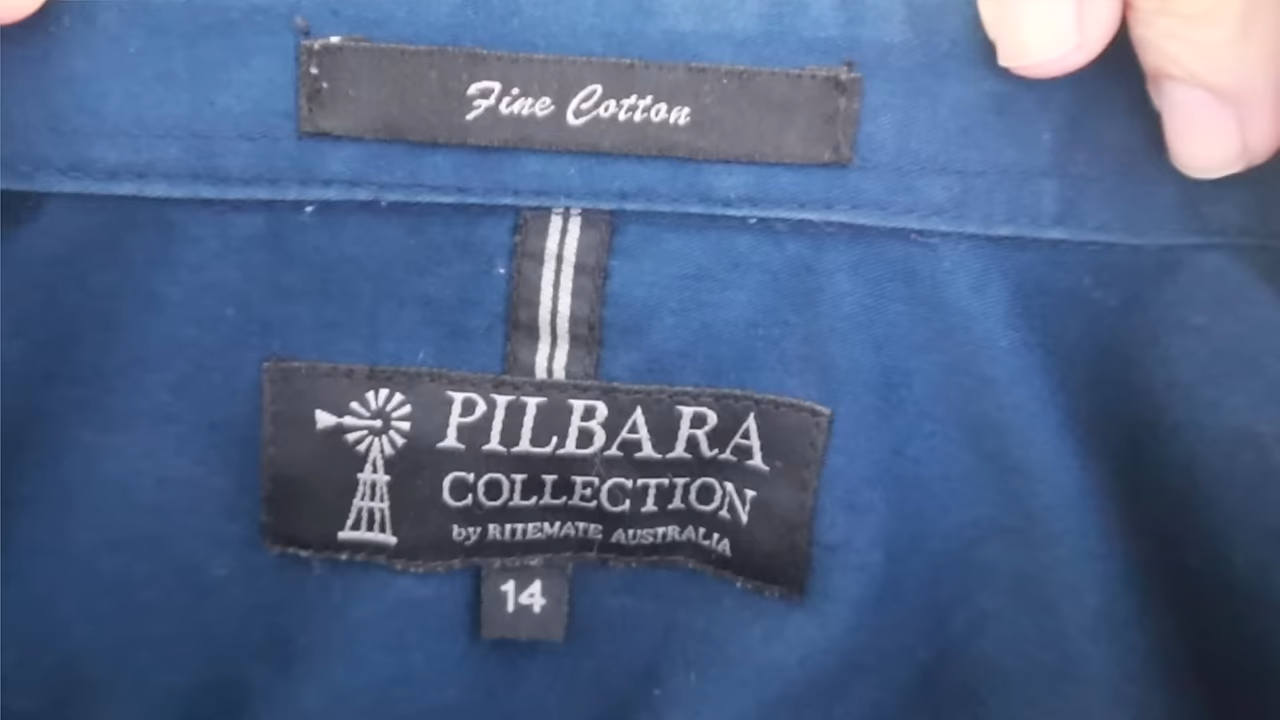 Fine Cotton
PILBARA
COLLECTION
by RITEMATE AUSTRALIA
14